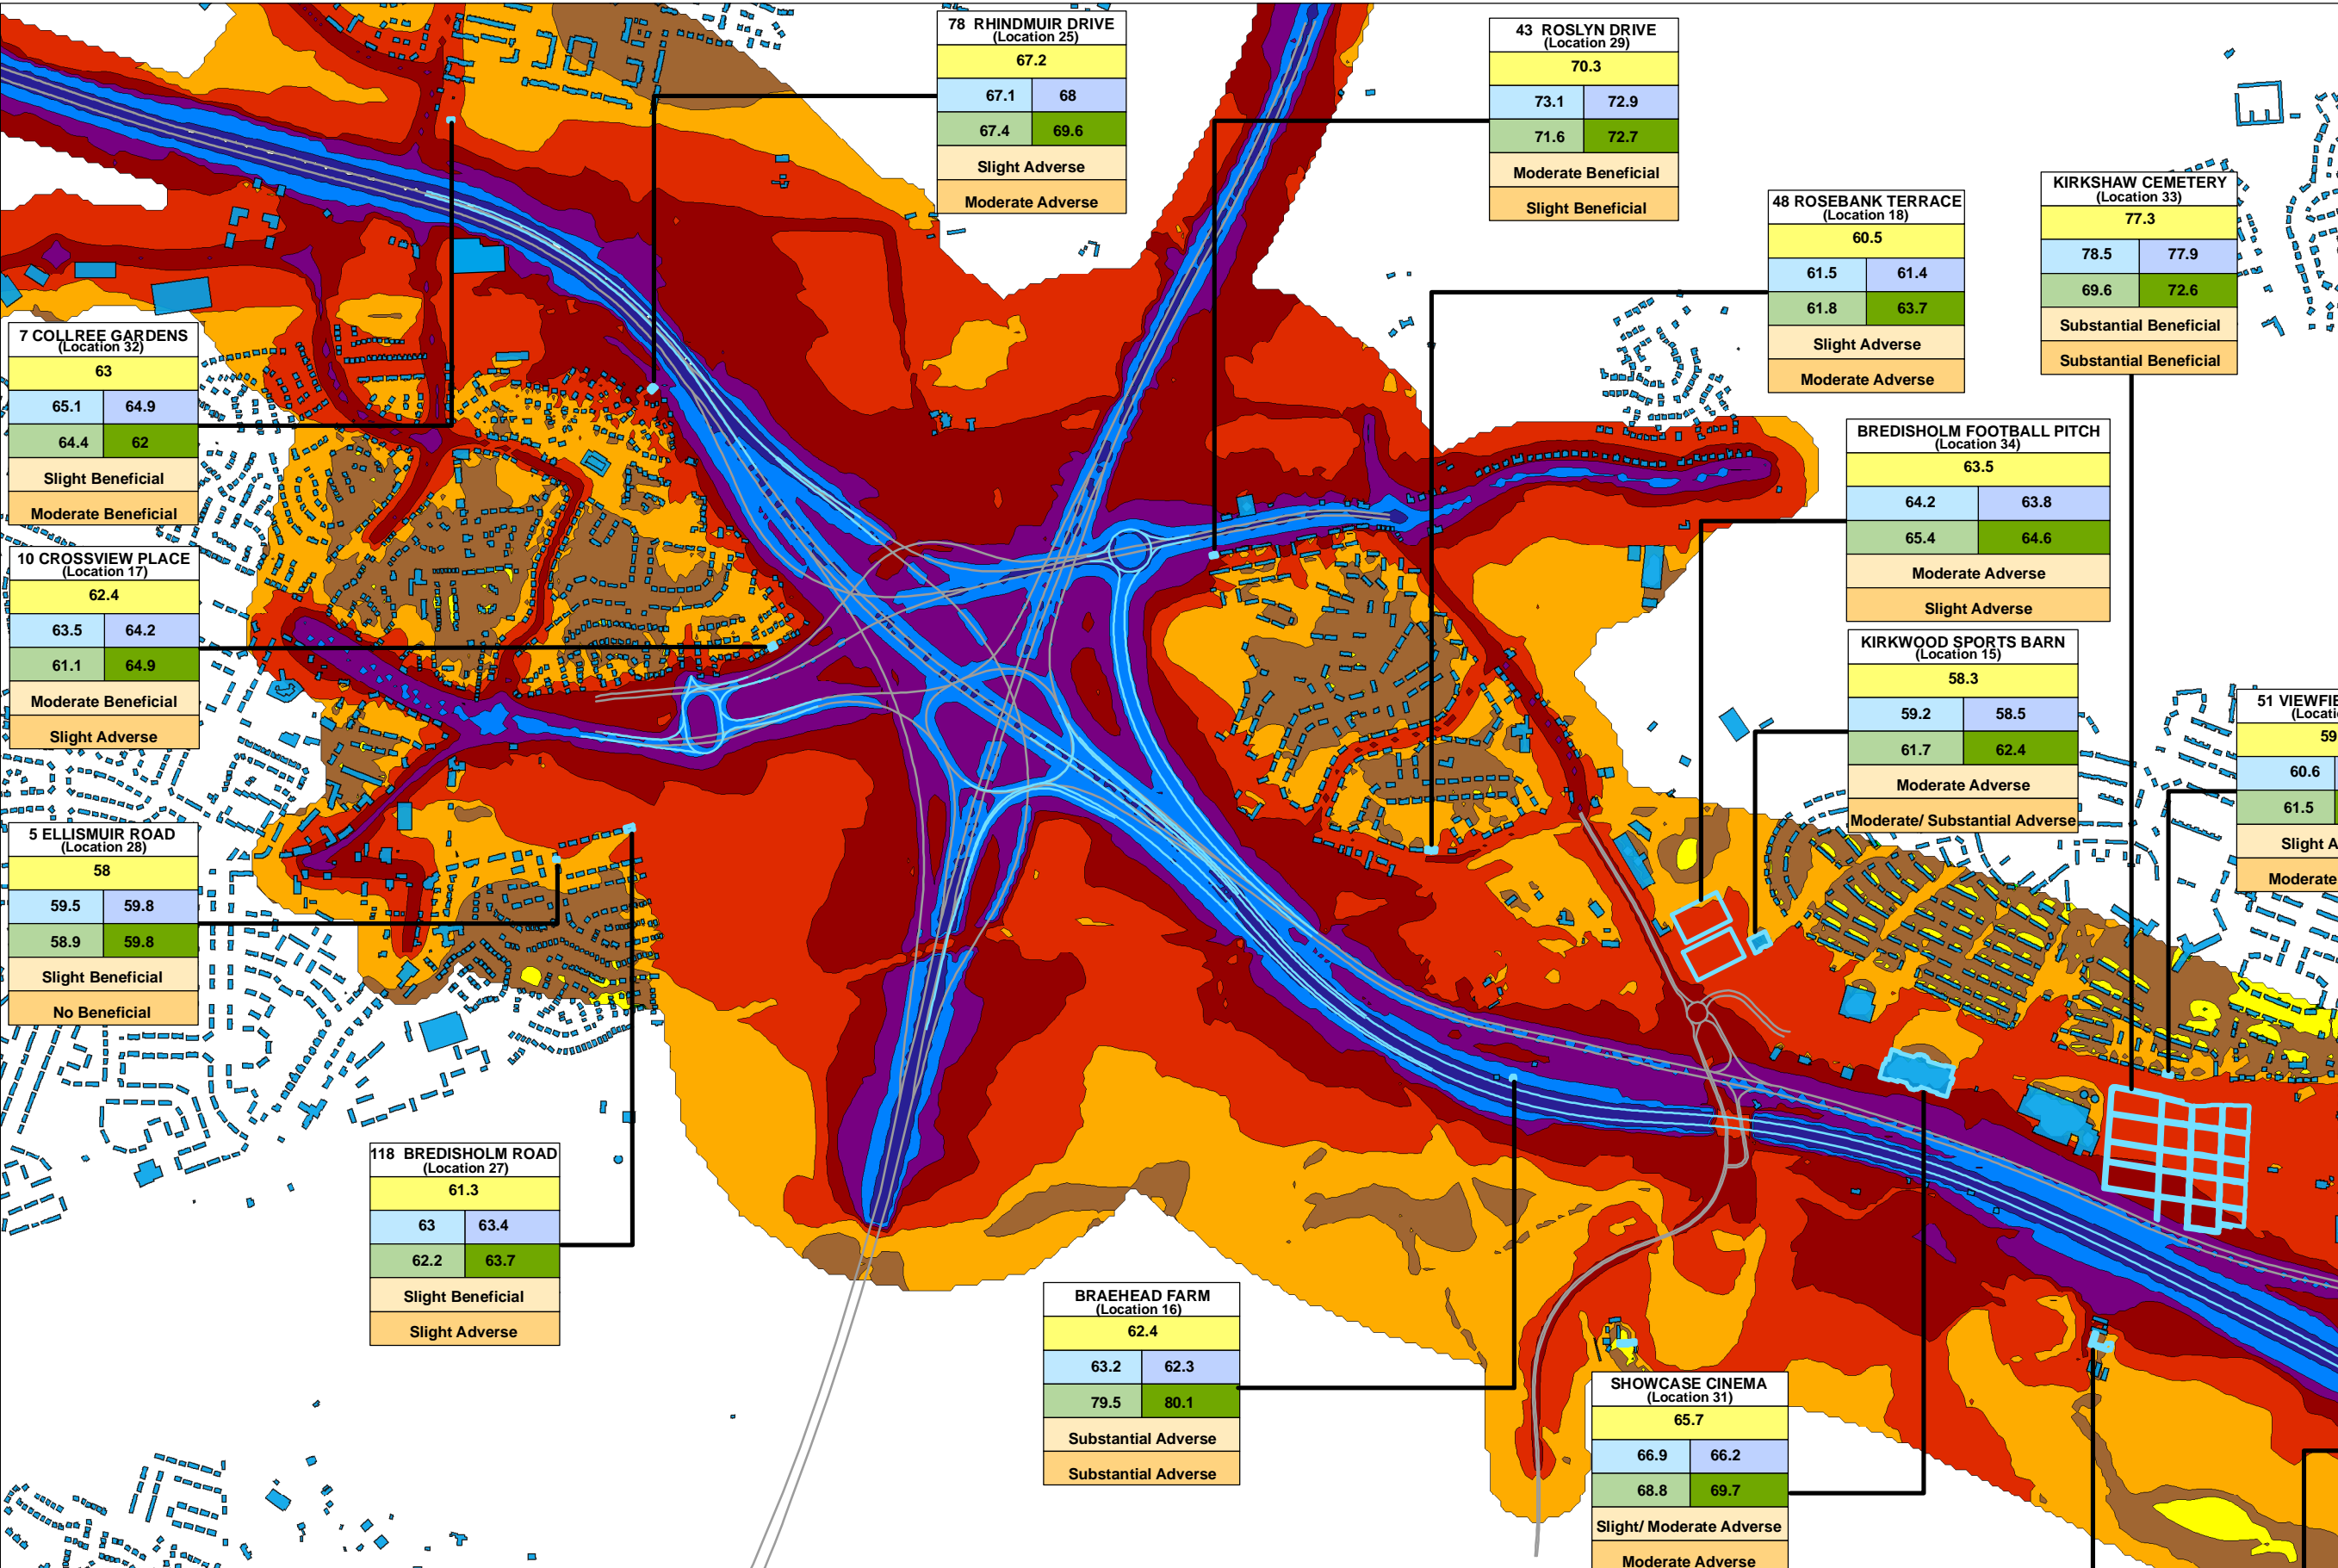 78 RHINDMUIR DRIVE
(Location 25)
67.2
67.1 68
67.4 69.6
Slight Adverse
Moderate Adverse
43 ROSLYN DRIVE
(Location 29)
70.3
73.1 72.9
71.6 72.7
Moderate Beneficial
Slight Beneficial
48 ROSEBANK TERRACE
(Location 18)
60.5
61.5 61.4
61.8 63.7
Slight Adverse
Moderate Adverse
KIRKSHAW CEMETERY
(Location 33)
77.3
78.5 77.9
69.6 72.6
Substantial Beneficial
Substantial Beneficial
7 COLLREE GARDENS
(Location 32)
63
65.1 64.9
64.4 62
Slight Beneficial
Moderate Beneficial
BREDISHOLM FOOTBALL PITCH
(Location 34)
63.5
64.2 63.8
65.4 64.6
Moderate Adverse
Slight Adverse
10 CROSSVIEW PLACE
(Location 17)
62.4
63.5 64.2
61.1 64.9
Moderate Beneficial
Slight Adverse
KIRKWOOD SPORTS BARN
(Location 15)
58.3
59.2 58.5
61.7 62.4
Moderate Adverse
Moderate/ Substantial Adverse
51 VIEWFIE
(Locati
59
60.6
61.5
Slight A
Moderate
5 ELLISMUIR ROAD
(Location 28)
58
59.5 59.8
58.9 59.8
Slight Beneficial
No Beneficial
118 BREDISHOLM ROAD
(Location 27)
61.3
63 63.4
62.2 63.7
Slight Beneficial
Slight Adverse
BRAEHEAD FARM
(Location 16)
62.4
63.2 62.3
79.5 80.1
Substantial Adverse
Substantial Adverse
SHOWCASE CINEMA
(Location 31)
65.7
66.9 66.2
68.8 69.7
Slight/ Moderate Adverse
Moderate Adverse